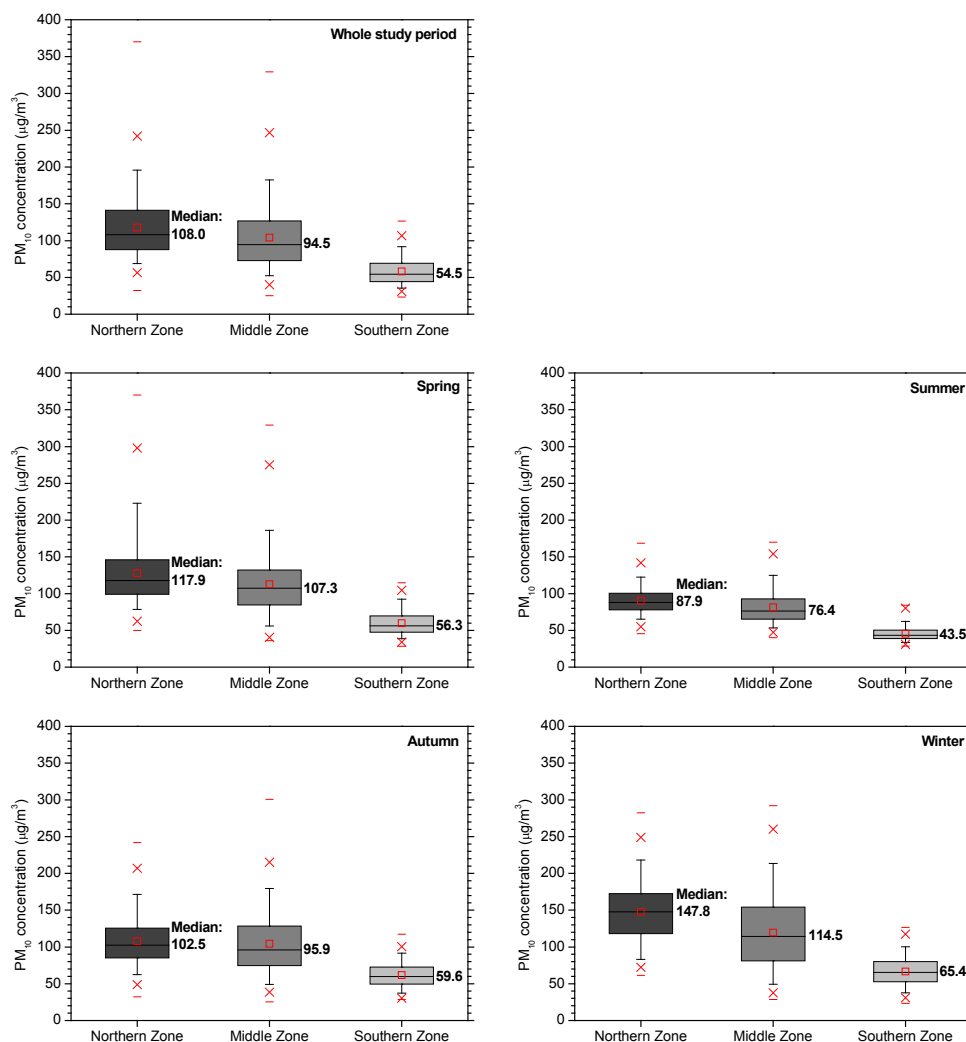 Whole study period
PM10 concentration (μg/m3)
400
350
300
250
200
150
100
50
0
Median:
108.0
94.5
54.5
Northern Zone
Middle Zone
Southern Zone
Spring
PM10 concentration (μg/m3)
400
350
300
250
200
150
100
50
0
Median:
117.9
107.3
56.3
Northern Zone
Middle Zone
Southern Zone
Summer
PM10 concentration (μg/m3)
400
350
300
250
200
150
100
50
0
Median:
87.9
76.4
43.5
Northern Zone
Middle Zone
Southern Zone
Autumn
PM10 concentration (μg/m3)
400
350
300
250
200
150
100
50
0
Median:
102.5
95.9
59.6
Northern Zone
Middle Zone
Southern Zone
Winter
PM10 concentration (μg/m3)
400
350
300
250
200
150
100
50
0
Median:
147.8
114.5
65.4
Northern Zone
Middle Zone
Southern Zone